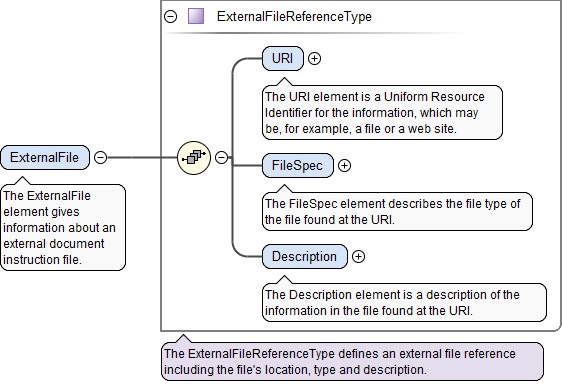 ExternalFileReferenceType
URI
The URI element is a Uniform Resource
Identifier for the information, which may
be, for example, a file or a web site.
ExternalFile
The ExternalFile
element gives
information about an
external document
instruction file.
FileSpec
The FileSpec element describes the file type of
the file found at the URI.
Description
The Description element is a description of the
information in the file found at the URI.
The ExternalFileReferenceType defines an external file reference
including the file's location, type and description.